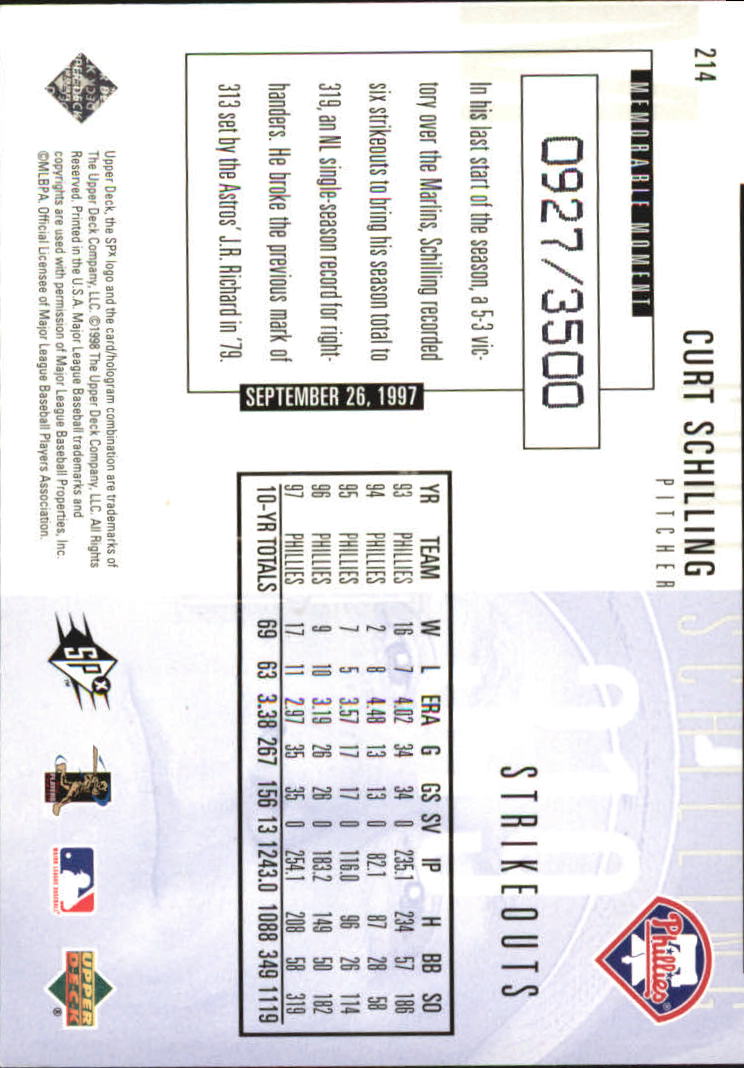 214
CURT SCHILLING
PITCHER
MEMORABLE MOMENT
0927/3500
In his last start of the season, a 5-3 vic-
tory over the Marlins, Schilling recorded
six strikeouts to bring his season total to
319, an NL single-season record for right-
handers. He broke the previous mark of
313 set by the Astros' J.R. Richard in '79.
SEPTEMBER 26, 1997
SCHILLING
319
STRIKEOUTS
Phillies
YR TEAM W L ERA G GS SV IP H BB SO
93 PHILLIES 16 7 4.02 34 34 0 235.1 234 57 186
94 PHILLIES 2 8 4.48 13 13 0 82.1 87 28 58
95 PHILLIES 7 5 3.57 17 17 0 116.0 96 26 114
96 PHILLIES 9 10 3.19 26 26 0 183.2 149 50 182
97 PHILLIES 17 11 2.97 35 35 0 254.1 208 58 319
10-YR TOTALS 69 63 3.38 267 156 13 1243.0 1088 349 1119
Upper Deck, the SPx logo and the card/hologram combination are trademarks of
The Upper Deck Company, LLC. ©1998 The Upper Deck Company, LLC. All Rights
Reserved. Printed in the U.S.A. Major League Baseball trademarks and
copyrights are used with permission of Major League Baseball Properties, Inc.
©MLBPA. Official Licensee of Major League Baseball Players Association.
SPx™
PLAYERS
MAJOR LEAGUE BASEBALL
UPPER DECK®